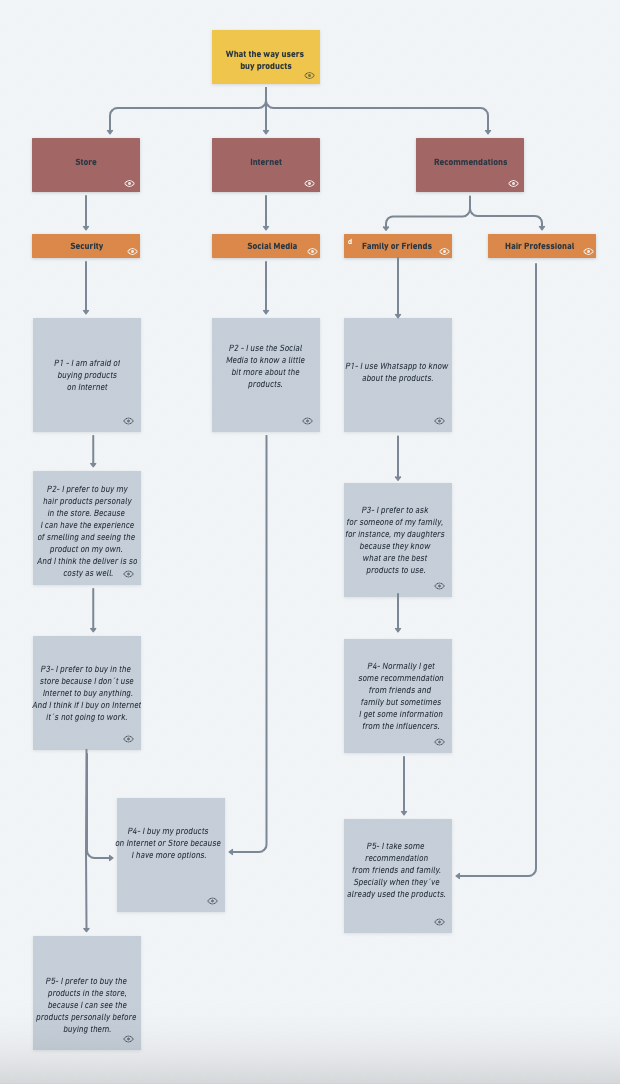 What the way users
buy products
Store
Internet
Recommendations
Security
Social Media
d
Family or Friends
Hair Professional
P1 - I am afraid of
buying products
on Internet
P2 - I use the Social
Media to know a little
bit more about the
products.
P1- I use Whatsapp to know
about the products.
P2- I prefer to buy my
hair products personaly
in the store. Because
I can have the experience
of smelling and seeing the
product on my own.
And I think the deliver is so
costy as well.
P3- I prefer to ask
for someone of my family,
for instance, my daughters
because they know
what are the best
products to use.
P3- I prefer to buy in the
store because I don´t use
Internet to buy anything.
And I think if I buy on Internet
it´s not going to work.
P4- Normally I get
some recommendation
from friends and
family but sometimes
I get some information
from the influencers.
P4- I buy my products
on Internet or Store because
I have more options.
P5- I take some
recommendation
from friends and family.
Specially when they´ve
already used the products.
P5- I prefer to buy the
products in the store,
because I can see the
products personally before
buying them.